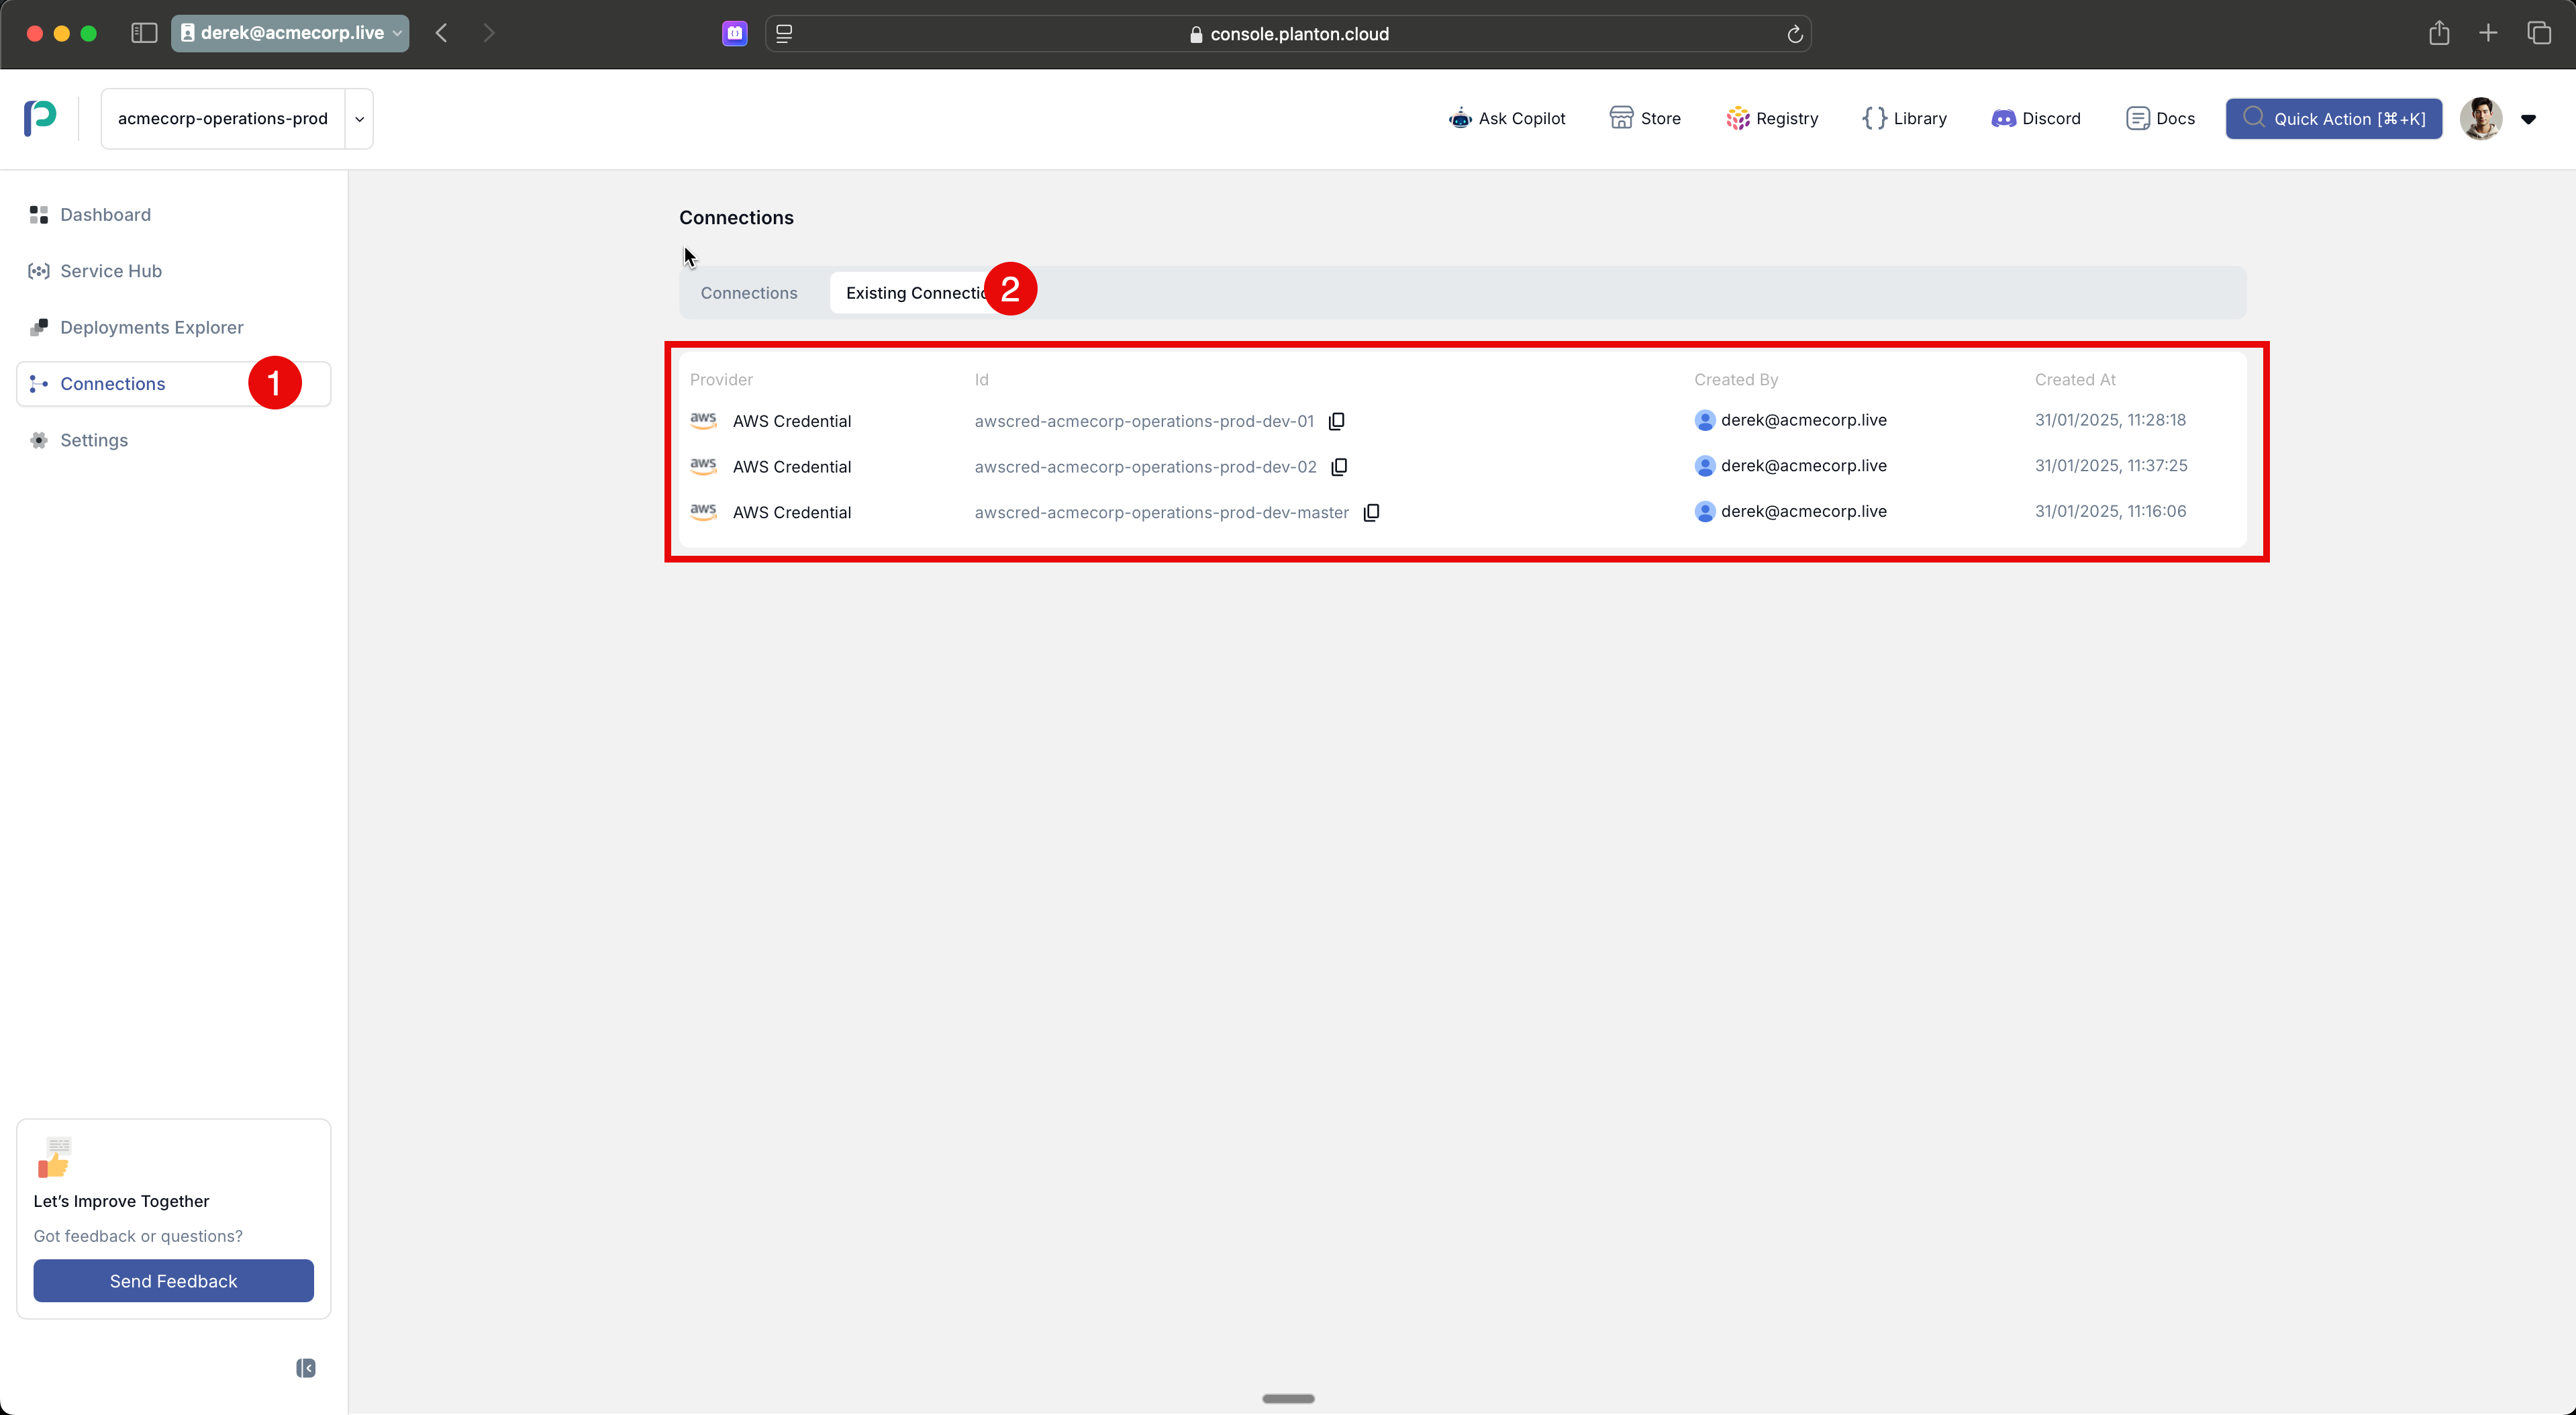 derek@acmecorp.live
console.planton.cloud
acmecorp-operations-prod
Ask Copilot
Store
Registry
Library
Discord
Docs
Quick Action [⌘+K]
Dashboard
Service Hub
Deployments Explorer
Connections 1
Settings
Connections
Connections
Existing Connectio 2
Provider Id Created By Created At
aws AWS Credential awscred-acmecorp-operations-prod-dev-01 derek@acmecorp.live 31/01/2025, 11:28:18
aws AWS Credential awscred-acmecorp-operations-prod-dev-02 derek@acmecorp.live 31/01/2025, 11:37:25
aws AWS Credential awscred-acmecorp-operations-prod-dev-master derek@acmecorp.live 31/01/2025, 11:16:06
Let's Improve Together
Got feedback or questions?
Send Feedback